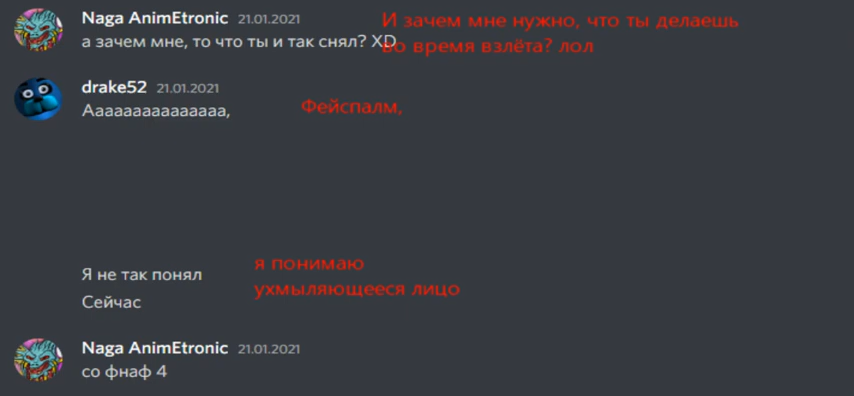 Naga AnimEtronic 21.01.2021
а зачем мне, то что ты и так снял? XD
И зачем мне нужно, что ты делаешь
во время взлёта? лол
drake52 21.01.2021
Ааааааааааааааа,
Фейспалм,
Я не так понял
Сейчас
я понимаю
ухмыляющееся лицо
Naga AnimEtronic 21.01.2021
со фнаф 4